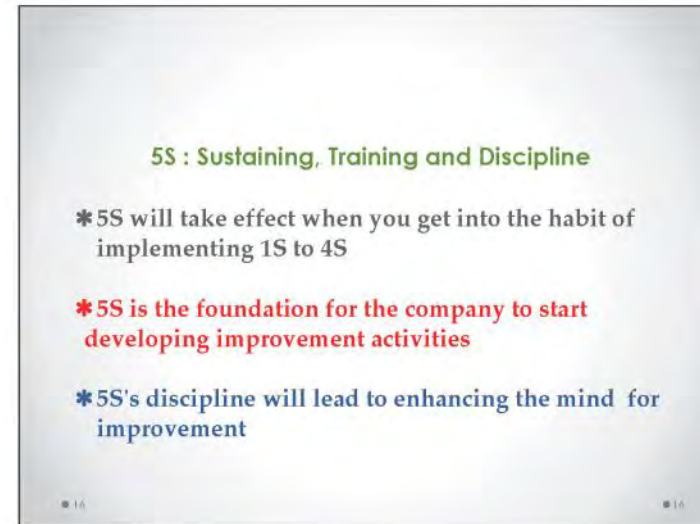 5S : Sustaining, Training and Discipline
✱5S will take effect when you get into the habit of
implementing 1S to 4S
✱5S is the foundation for the company to start
developing improvement activities
✱5S's discipline will lead to enhancing the mind for
improvement
● 16
● 16